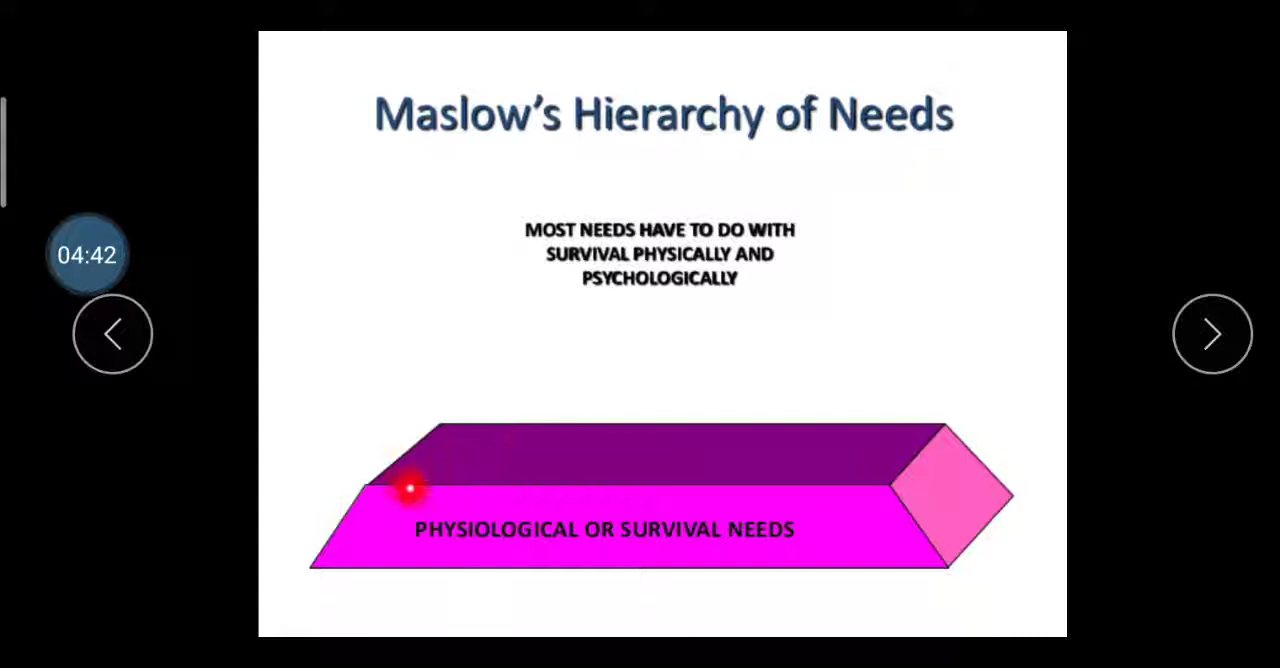 Maslow’s Hierarchy of Needs
MOST NEEDS HAVE TO DO WITH
SURVIVAL PHYSICALLY AND
PSYCHOLOGICALLY
04:42
PHYSIOLOGICAL OR SURVIVAL NEEDS